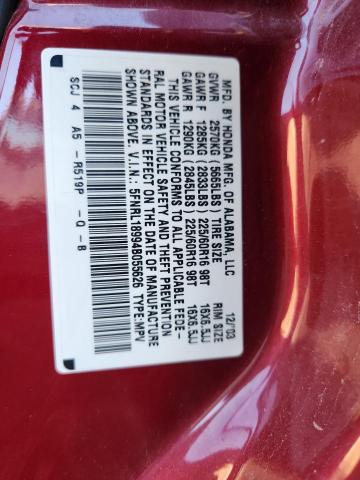 MFD. BY HONDA MFG. OF ALABAMA, LLC 12/03
GVWR 2570KG (5665LBS) TIRE SIZE RIM SIZE
GAWR F 1285KG (2833LBS) 225/60R16 98T 16X6.5JJ
GAWR R 1290KG (2845LBS) 225/60R16 98T 16X6.5JJ
THIS VEHICLE CONFORMS TO ALL APPLICABLE FEDE-
RAL MOTOR VEHICLE SAFETY AND THEFT PREVENTION
STANDARDS IN EFFECT ON THE DATE OF MANUFACTURE
SHOWN ABOVE. V.I.N.: 5FNRL18994B055626 TYPE:MPV
SCJ 4 A5 - R519P - Q - B